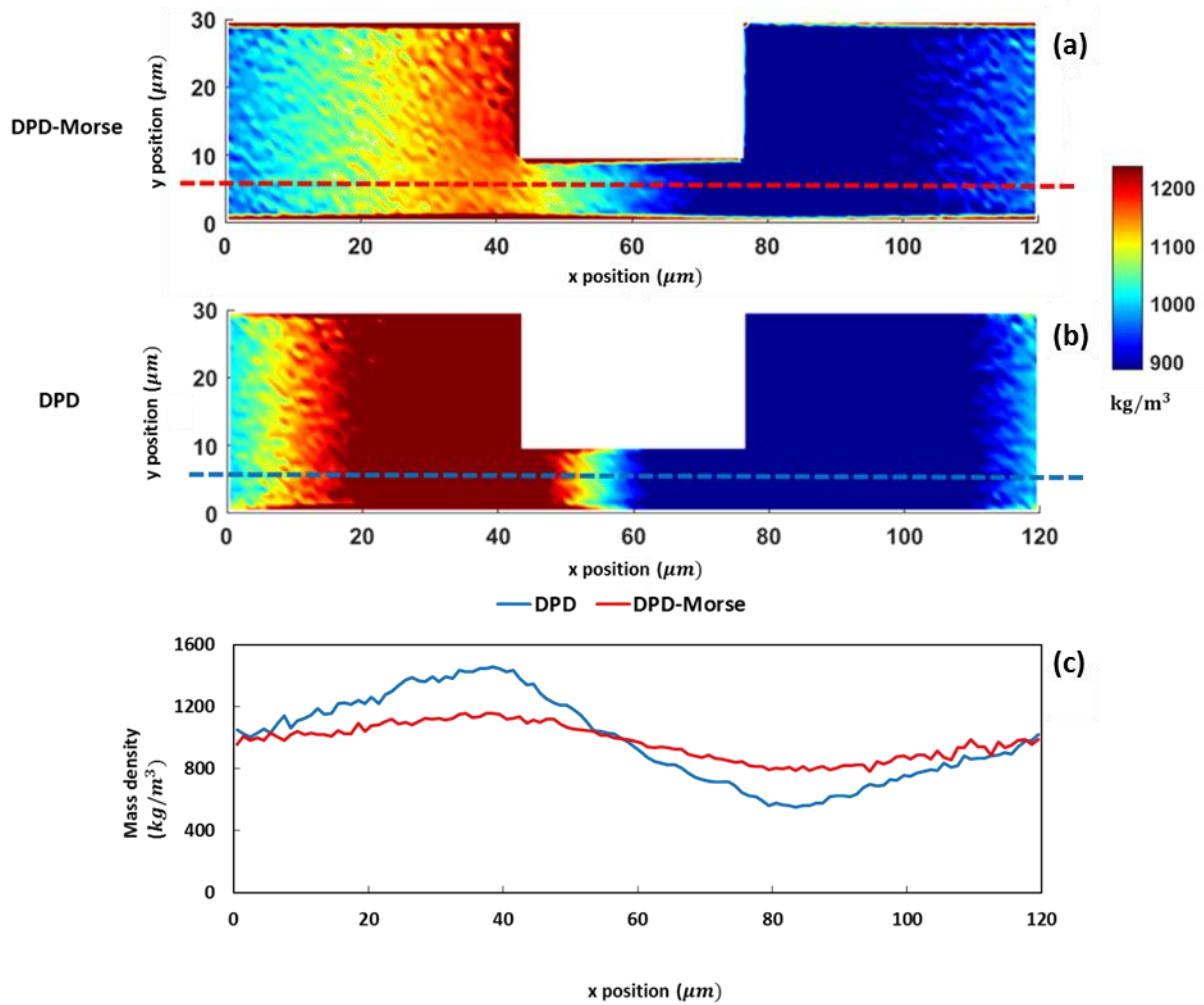 (a)
DPD-Morse
y position (μm)
30
20
10
0
0 20 40 60 80 100 120
x position (μm)
1200
1100
1000
900
kg/m³
(b)
DPD
y position (μm)
30
20
10
0
0 20 40 60 80 100 120
x position (μm)
DPD DPD-Morse
(c)
Mass density
(kg/m³)
1600
1200
800
400
0
0 20 40 60 80 100 120
x position (μm)